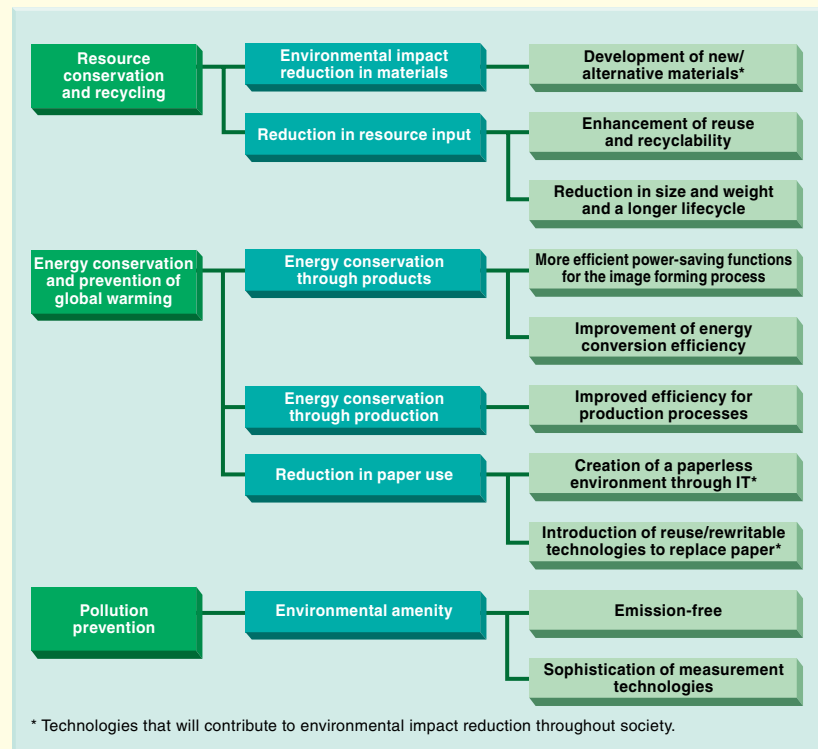 Resource
conservation
and recycling
Environmental impact
reduction in materials
Development of new/
alternative materials*
Reduction in resource input
Enhancement of reuse
and recyclability
Reduction in size and weight
and a longer lifecycle
Energy conservation
and prevention of
global warming
Energy conservation
through products
More efficient power-saving functions
for the image forming process
Improvement of energy
conversion efficiency
Energy conservation
through production
Improved efficiency for
production processes
Reduction in paper use
Creation of a paperless
environment through IT*
Introduction of reuse/rewritable
technologies to replace paper*
Pollution
prevention
Environmental amenity
Emission-free
Sophistication of measurement
technologies
* Technologies that will contribute to environmental impact reduction throughout society.